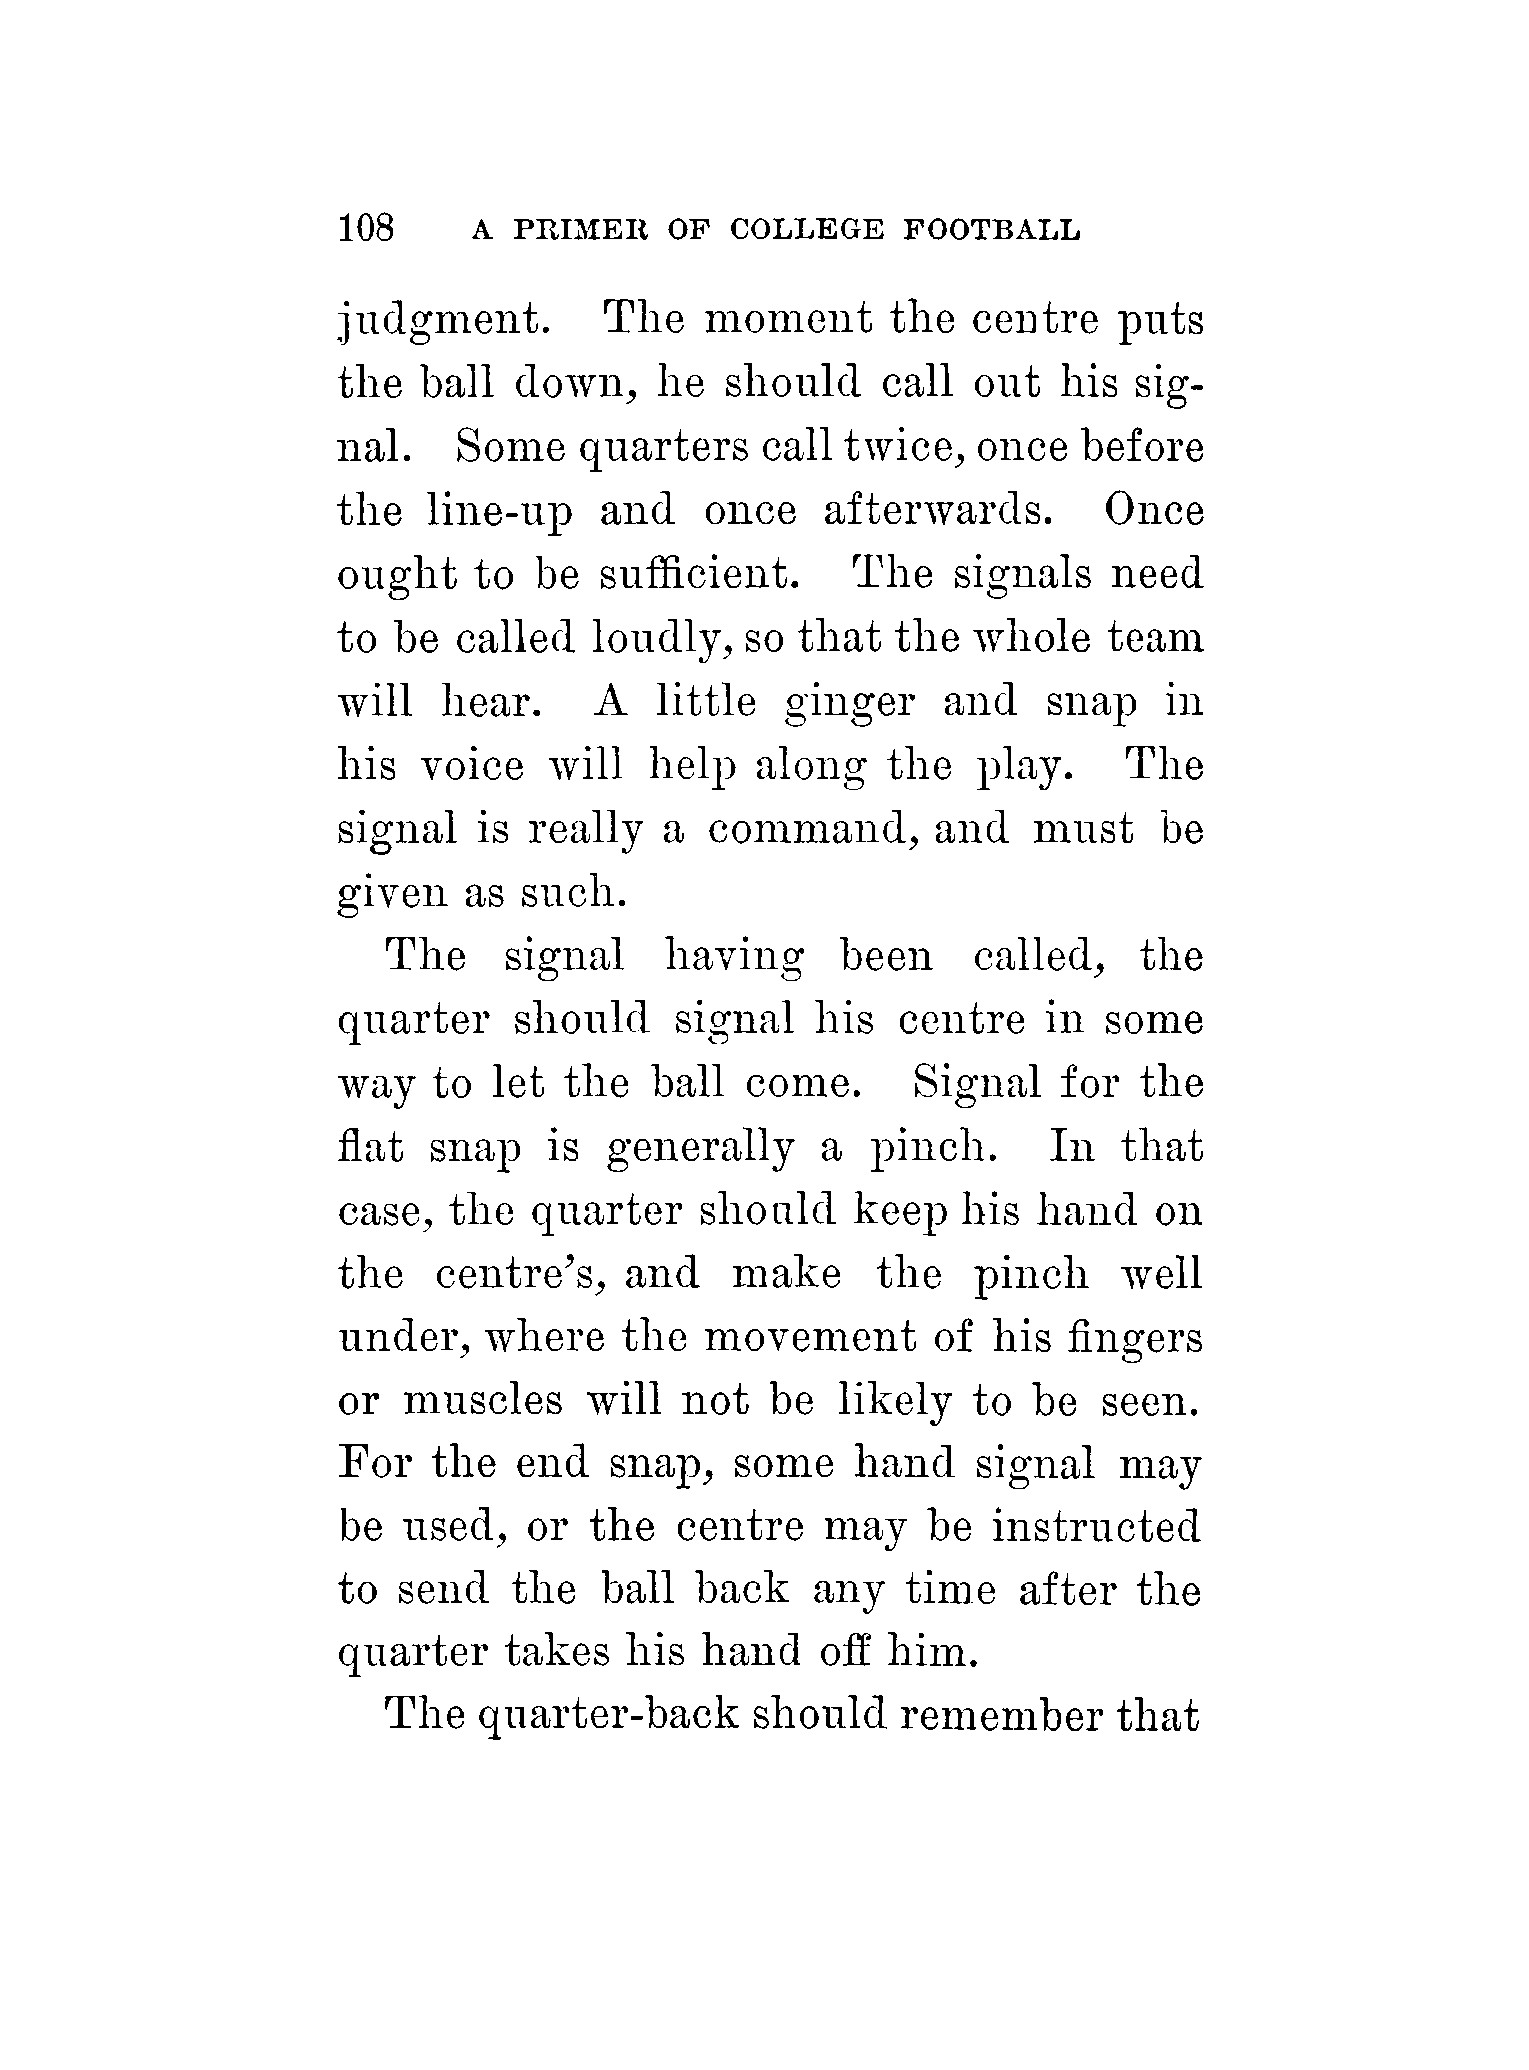 108 A PRIMER OF COLLEGE FOOTBALL
judgment. The moment the centre puts
the ball down, he should call out his sig-
nal. Some quarters call twice, once before
the line-up and once afterwards. Once
ought to be sufficient. The signals need
to be called loudly, so that the whole team
will hear. A little ginger and snap in
his voice will help along the play. The
signal is really a command, and must be
given as such.
The signal having been called, the
quarter should signal his centre in some
way to let the ball come. Signal for the
flat snap is generally a pinch. In that
case, the quarter should keep his hand on
the centre's, and make the pinch well
under, where the movement of his fingers
or muscles will not be likely to be seen.
For the end snap, some hand signal may
be used, or the centre may be instructed
to send the ball back any time after the
quarter takes his hand off him.
The quarter-back should remember that